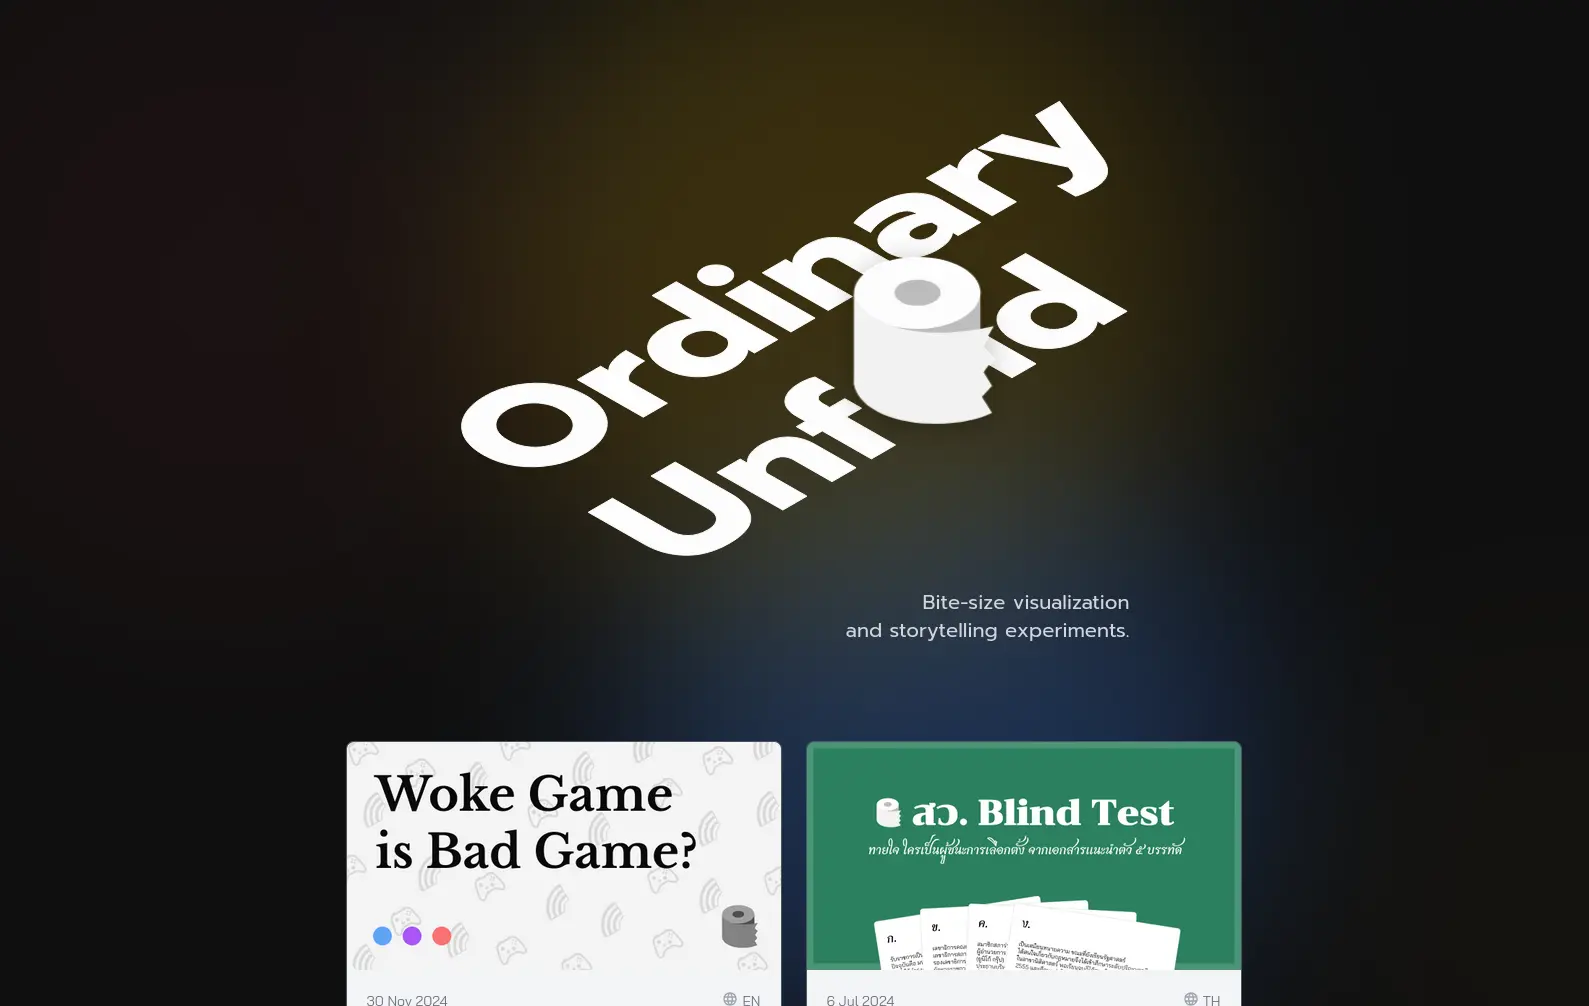 Ordinary
Unfold
Bite-size visualization
and storytelling experiments.
Woke Game
is Bad Game?
30 Nov 2024
EN
สว. Blind Test
ทายใจ ใครเป็นผู้ชนะการเลือกตั้ง จากเอกสารแนะนำตัว ๕ บรรทัด
ก.
ข.
ค.
ง.
6 Jul 2024
TH